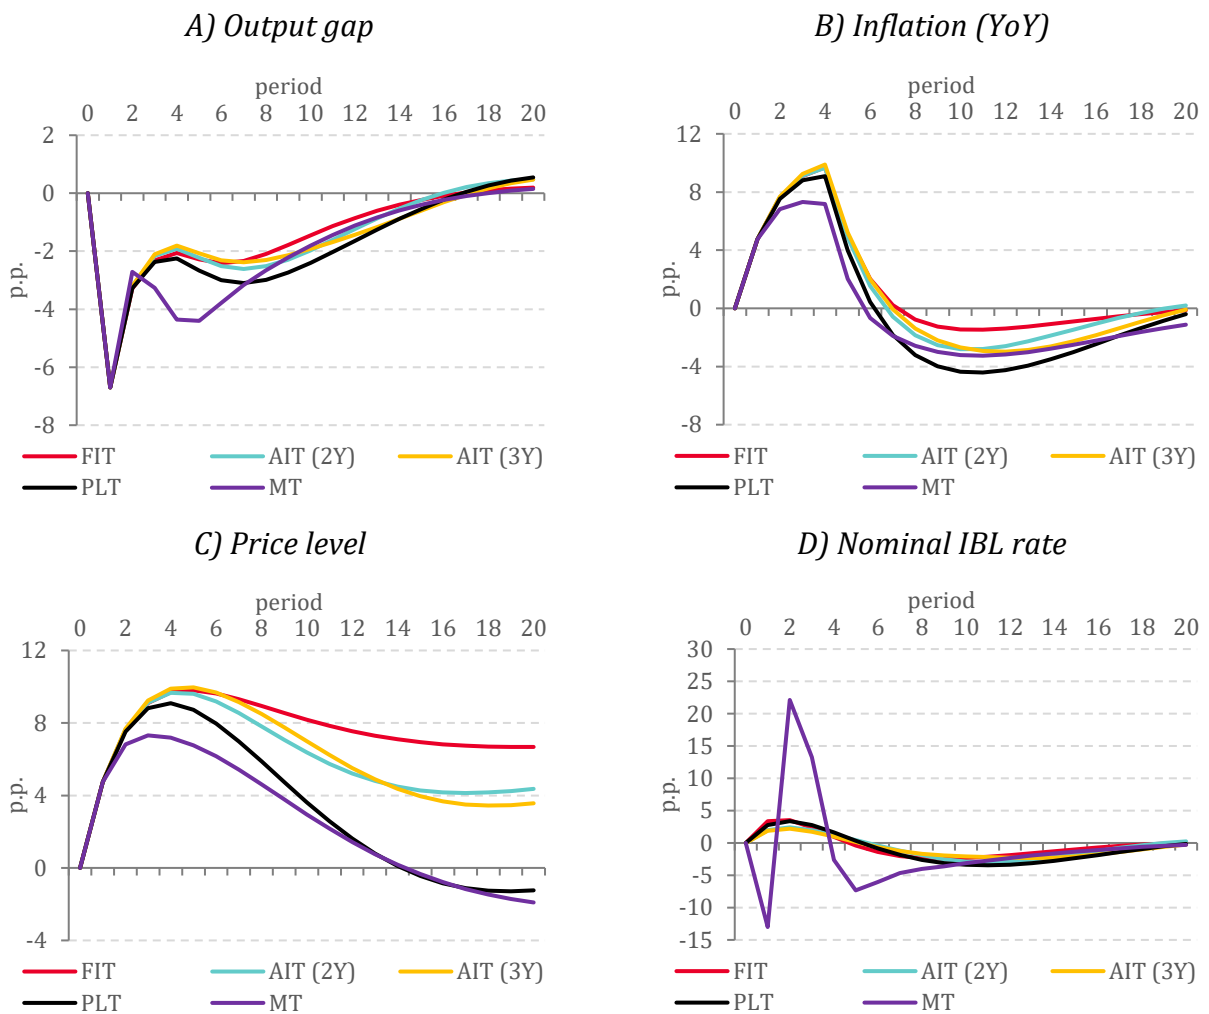 A) Output gap
period
0 2 4 6 8 10 12 14 16 18 20
2
0
-2
-4
-6
-8
p.p.
FIT AIT (2Y) AIT (3Y)
PLT MT
B) Inflation (YoY)
period
0 2 4 6 8 10 12 14 16 18 20
12
8
4
0
-4
-8
p.p.
FIT AIT (2Y) AIT (3Y)
PLT MT
C) Price level
period
0 2 4 6 8 10 12 14 16 18 20
12
8
4
0
-4
p.p.
FIT AIT (2Y) AIT (3Y)
PLT MT
D) Nominal IBL rate
period
0 2 4 6 8 10 12 14 16 18 20
30
25
20
15
10
5
0
-5
-10
-15
p.p.
FIT AIT (2Y) AIT (3Y)
PLT MT